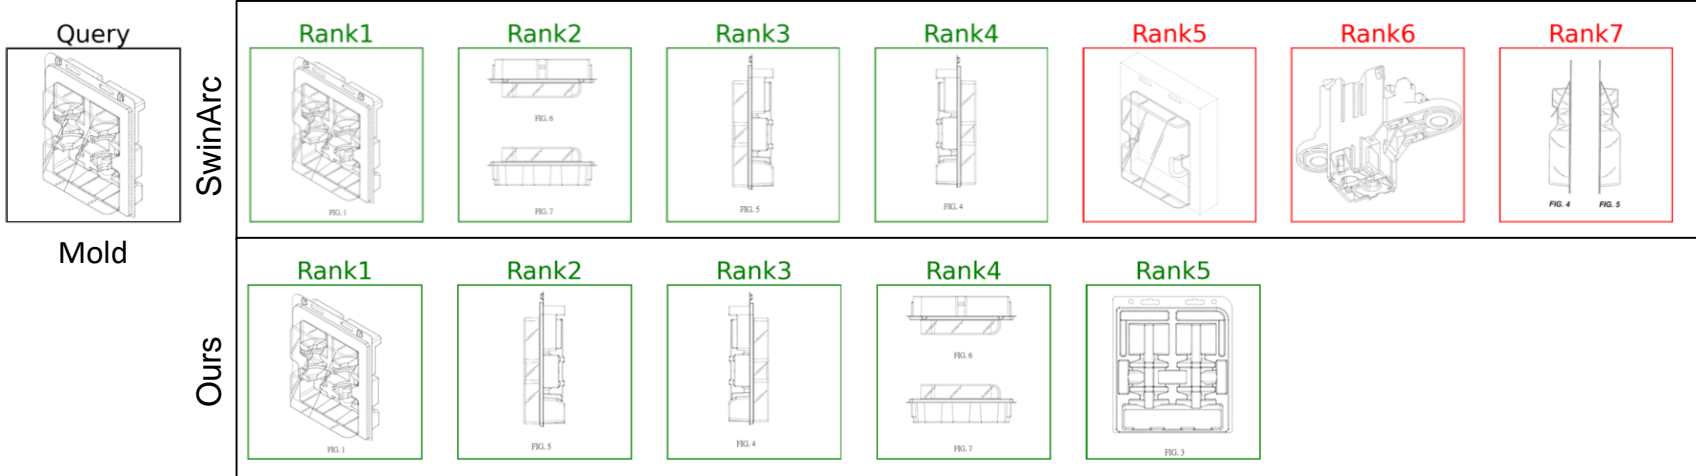 Query
Mold
SwinArc
Rank1
Rank2
Rank3
Rank4
Rank5
Rank6
Rank7
FIG. 1
FIG. 6
FIG. 7
FIG. 5
FIG. 4
FIG. 4
FIG. 5
Ours
Rank1
Rank2
Rank3
Rank4
Rank5
FIG. 1
FIG. 5
FIG. 4
FIG. 6
FIG. 7
FIG. 3